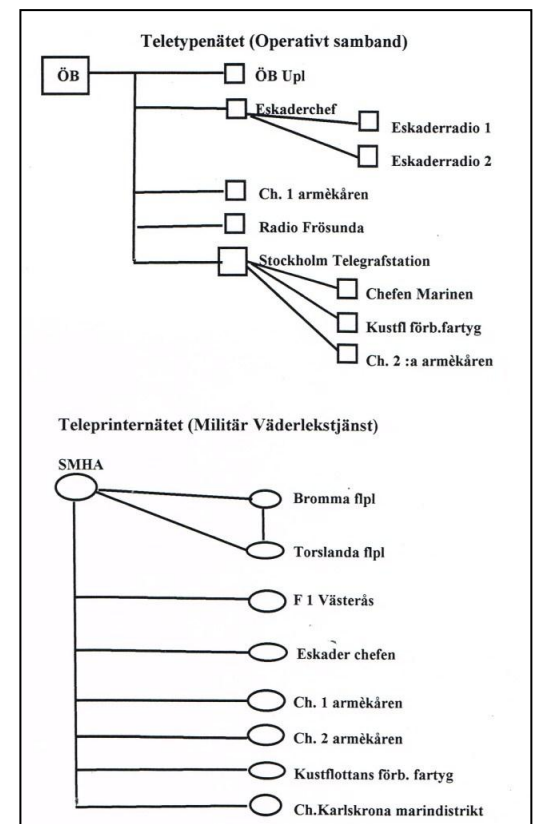 Teletypenätet (Operativt samband)
ÖB
ÖB Upl
Eskaderchef
Eskaderradio 1
Eskaderradio 2
Ch. 1 armèkåren
Radio Frösunda
Stockholm Telegrafstation
Chefen Marinen
Kustfl förb.fartyg
Ch. 2 :a armèkåren
Teleprinternätet (Militär Väderlekstjänst)
SMHA
Bromma flpl
Torslanda flpl
F 1 Västerås
Eskader chefen
Ch. 1 armèkåren
Ch. 2 armèkåren
Kustflottans förb. fartyg
Ch.Karlskrona marindistrikt